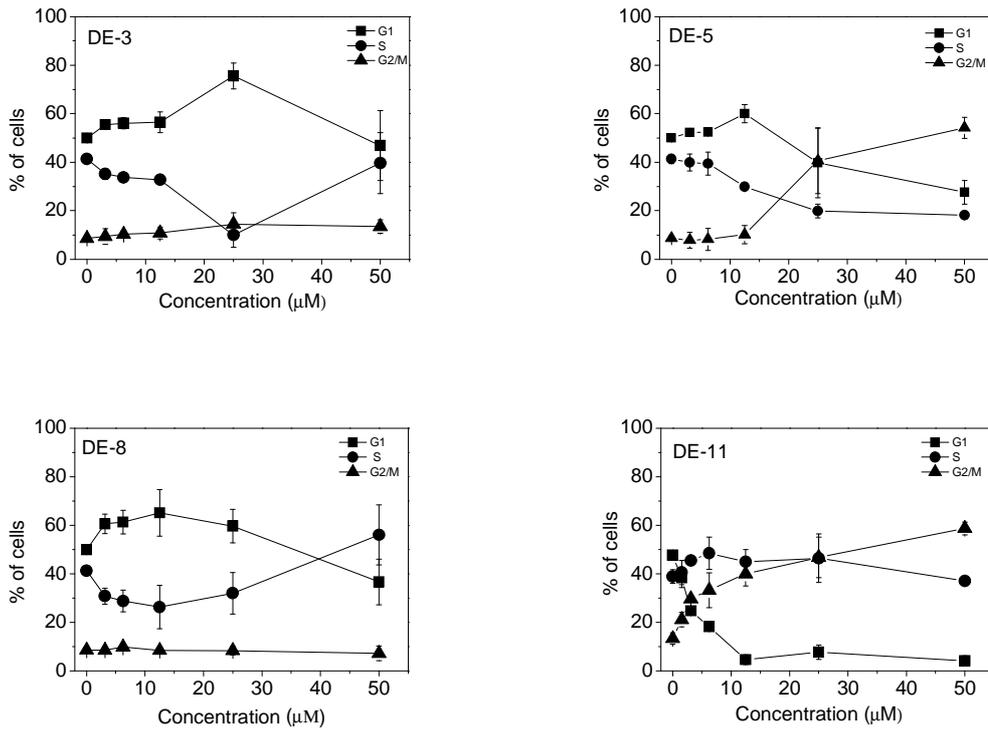 DE-3
G1
S
G2/M
100
80
60
40
20
0
% of cells
0 10 20 30 40 50
Concentration (μM)
DE-5
G1
S
G2/M
100
80
60
40
20
0
% of cells
0 10 20 30 40 50
Concentration (μM)
DE-8
G1
S
G2/M
100
80
60
40
20
0
% of cells
0 10 20 30 40 50
Concentration (μM)
DE-11
G1
S
G2/M
100
80
60
40
20
0
% of cells
0 10 20 30 40 50
Concentration (μM)